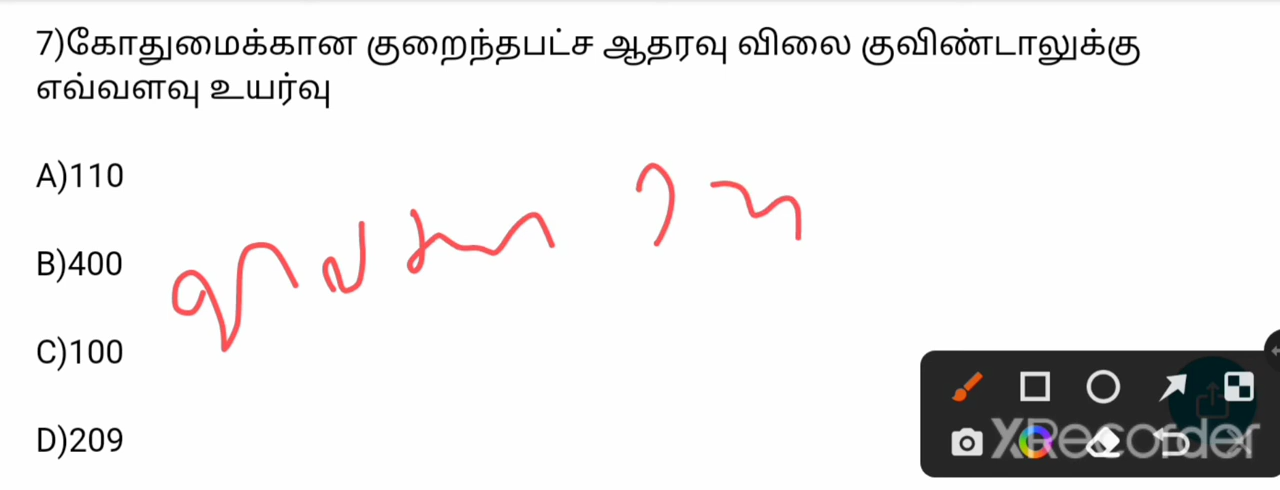 7)கோதுமைக்கான குறைந்தபட்ச ஆதரவு விலை குவிண்டாலுக்கு
எவ்வளவு உயர்வு
A)110
B)400
C)100
D)209
XRecorder